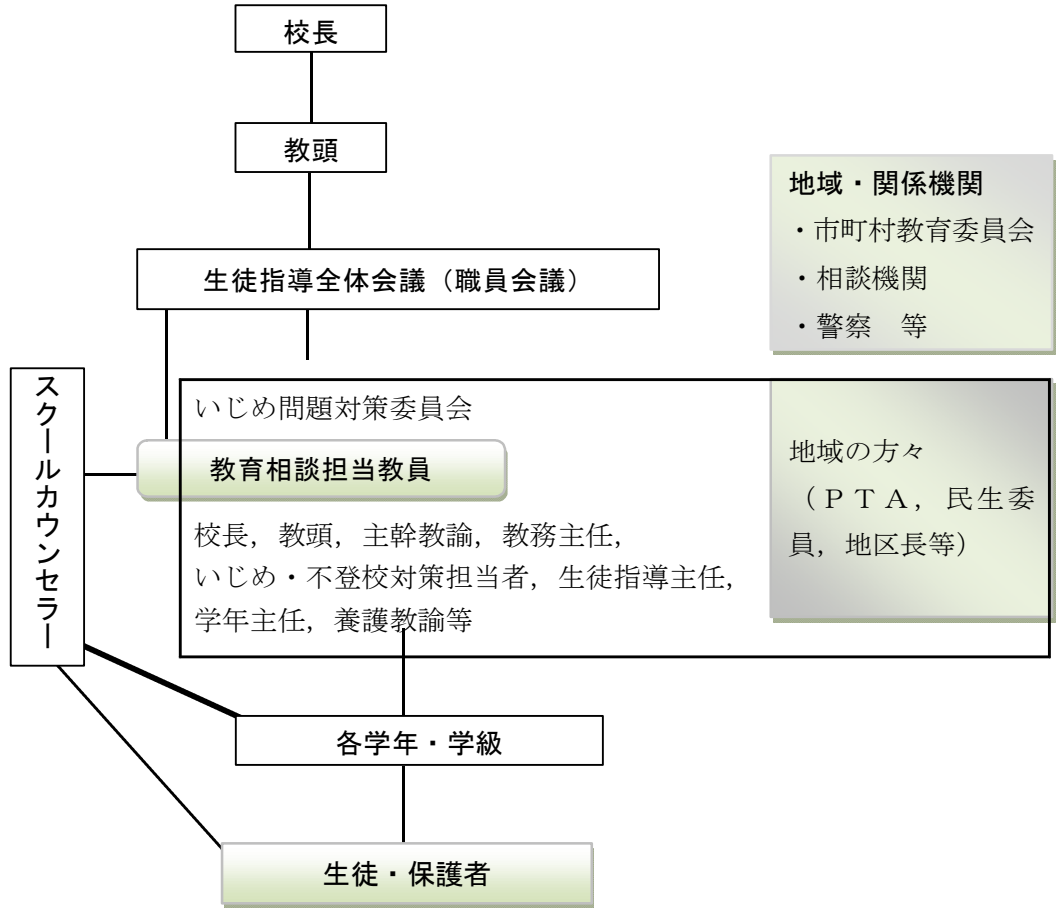 校長
教頭
生徒指導全体会議（職員会議）
地域・関係機関
・市町村教育委員会
・相談機関
・警察　等
スクールカウンセラー
いじめ問題対策委員会
教育相談担当教員
校長，教頭，主幹教諭，教務主任，
いじめ・不登校対策担当者，生徒指導主任，
学年主任，養護教諭等
地域の方々
（ＰＴＡ，民生委
員，地区長等）
各学年・学級
生徒・保護者